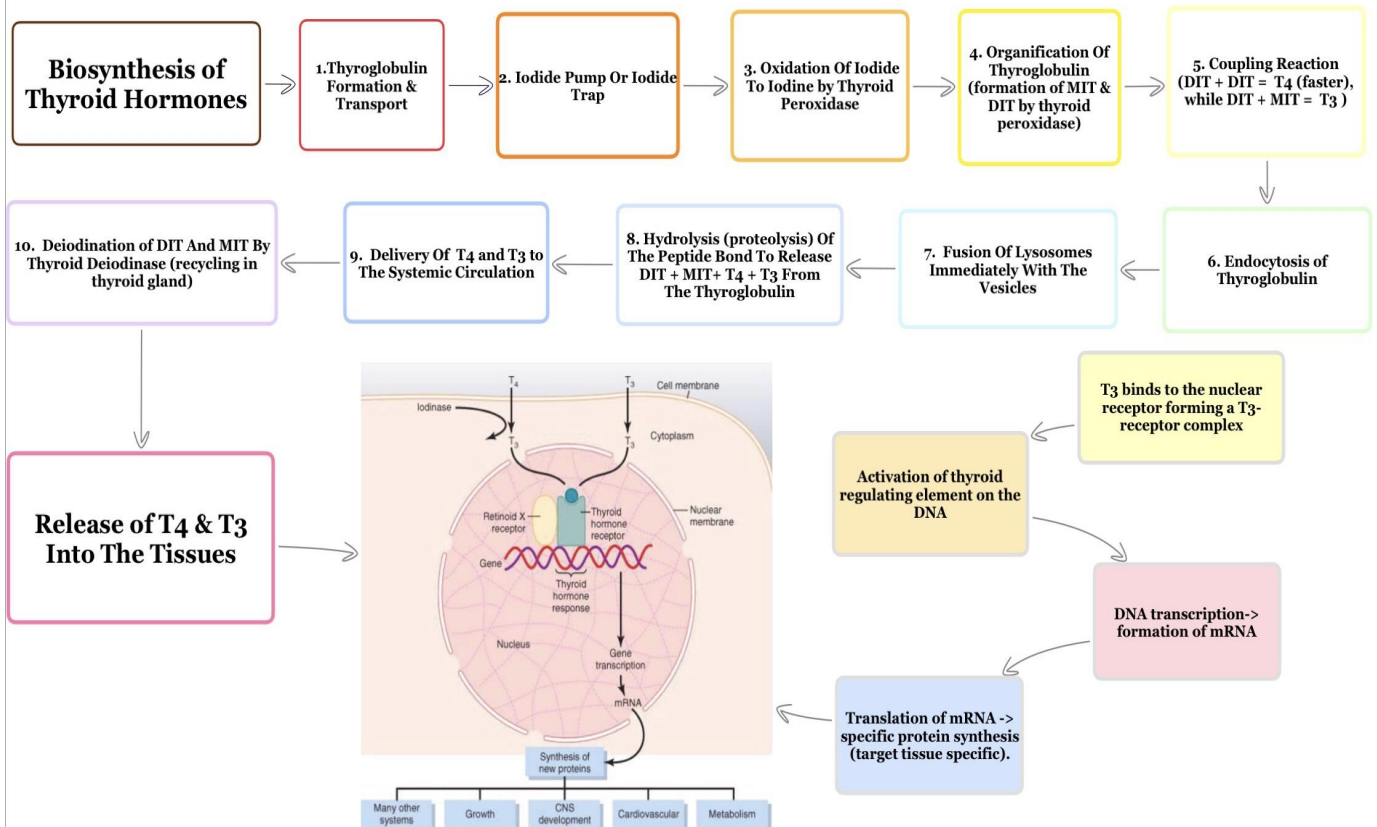 Biosynthesis of
Thyroid Hormones
1.Thyroglobulin
Formation &
Transport
2. Iodide Pump Or Iodide
Trap
3. Oxidation Of Iodide
To Iodine by Thyroid
Peroxidase
4. Organification Of
Thyroglobulin
(formation of MIT &
DIT by thyroid
peroxidase)
5. Coupling Reaction
(DIT + DIT = T4 (faster),
while DIT + MIT = T3 )
6. Endocytosis of
Thyroglobulin
7. Fusion Of Lysosomes
Immediately With The
Vesicles
8. Hydrolysis (proteolysis) Of
The Peptide Bond To Release
DIT + MIT+ T4 + T3 From
The Thyroglobulin
9. Delivery Of T4 and T3 to
The Systemic Circulation
10. Deiodination of DIT And MIT By
Thyroid Deiodinase (recycling in
thyroid gland)
Release of T4 & T3
Into The Tissues
T4
T3
Cell membrane
Iodinase
T3
T3
Cytoplasm
Retinoid X
receptor
Thyroid
hormone
receptor
Nuclear
membrane
Gene
Thyroid
hormone
response
Nucleus
Gene
transcription
mRNA
Synthesis of
new proteins
Many other
systems
Growth
CNS
development
Cardiovascular
Metabolism
T3 binds to the nuclear
receptor forming a T3-
receptor complex
Activation of thyroid
regulating element on the
DNA
DNA transcription->
formation of mRNA
Translation of mRNA ->
specific protein synthesis
(target tissue specific).